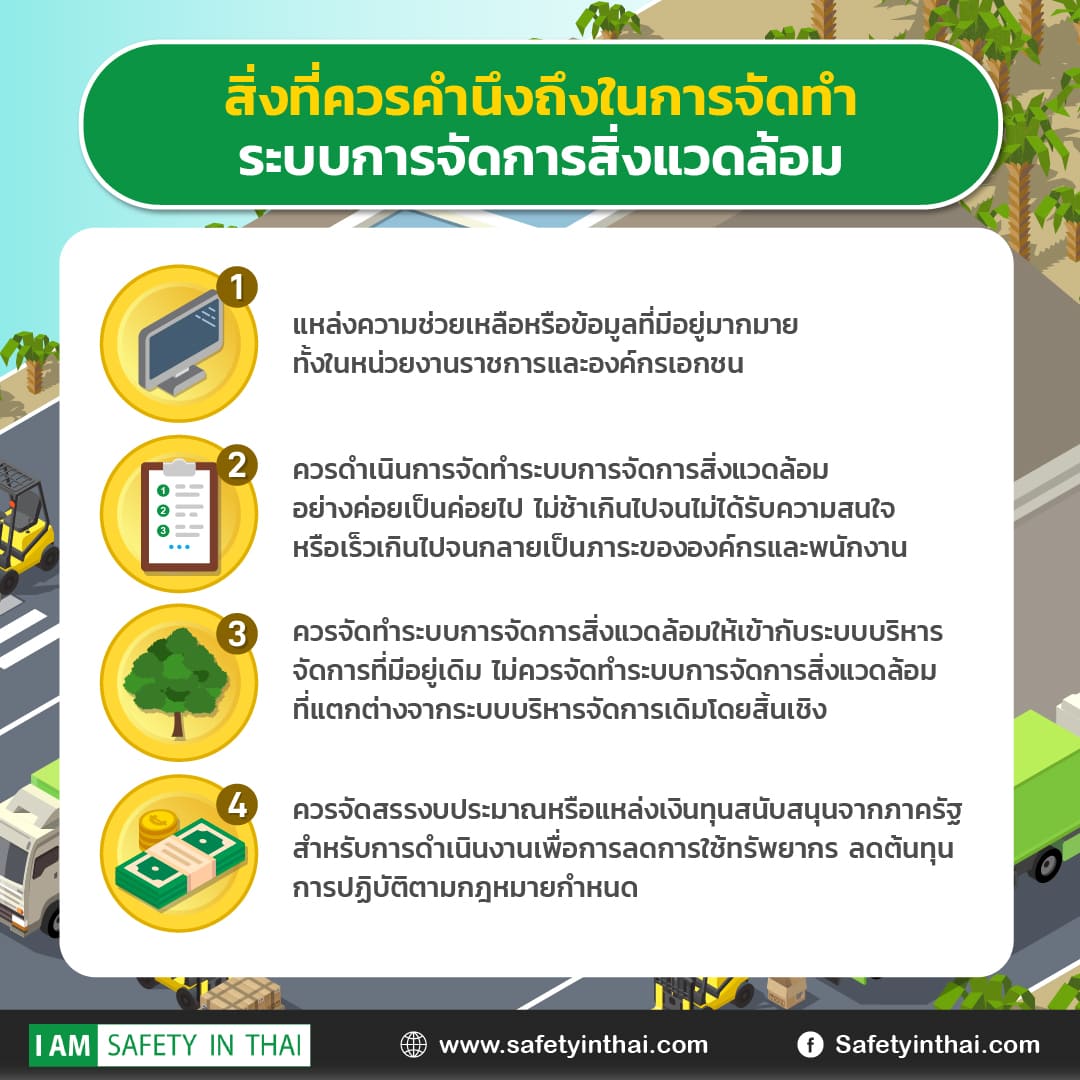 สิ่งที่ควรคำนึงถึงในการจัดทำ
ระบบการจัดการสิ่งแวดล้อม
1
แหล่งความช่วยเหลือหรือข้อมูลที่มีอยู่มากมาย
ทั้งในหน่วยงานราชการและองค์กรเอกชน
2
ควรดำเนินการจัดทำระบบการจัดการสิ่งแวดล้อม
อย่างค่อยเป็นค่อยไป ไม่ช้าเกินไปจนไม่ได้รับความสนใจ
หรือเร็วเกินไปจนกลายเป็นภาระขององค์กรและพนักงาน
1
2
3
3
ควรจัดทำระบบการจัดการสิ่งแวดล้อมให้เข้ากับระบบบริหาร
จัดการที่มีอยู่เดิม ไม่ควรจัดทำระบบการจัดการสิ่งแวดล้อม
ที่แตกต่างจากระบบบริหารจัดการเดิมโดยสิ้นเชิง
4
ควรจัดสรรงบประมาณหรือแหล่งเงินทุนสนับสนุนจากภาครัฐ
สำหรับการดำเนินงานเพื่อการลดการใช้ทรัพยากร ลดต้นทุน
การปฏิบัติตามกฎหมายกำหนด
I AM SAFETY IN THAI
www.safetyinthai.com
Safetyinthai.com